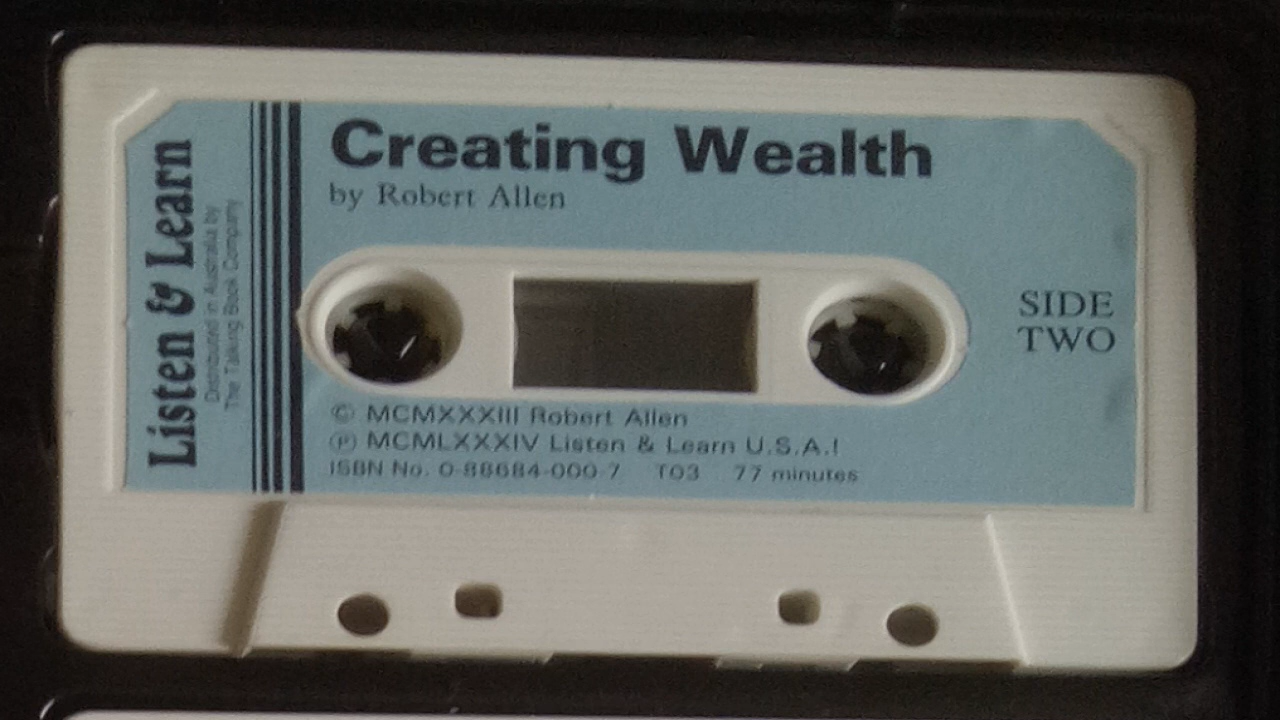 Creating Wealth
by Robert Allen
Listen & Learn
Distributed in Australia by
The Talking Book Company
SIDE
TWO
© MCMXXXIII Robert Allen
℗ MCMLXXXIV Listen & Learn U.S.A.!
ISBN No. 0-88684-000-7 T03 77 minutes